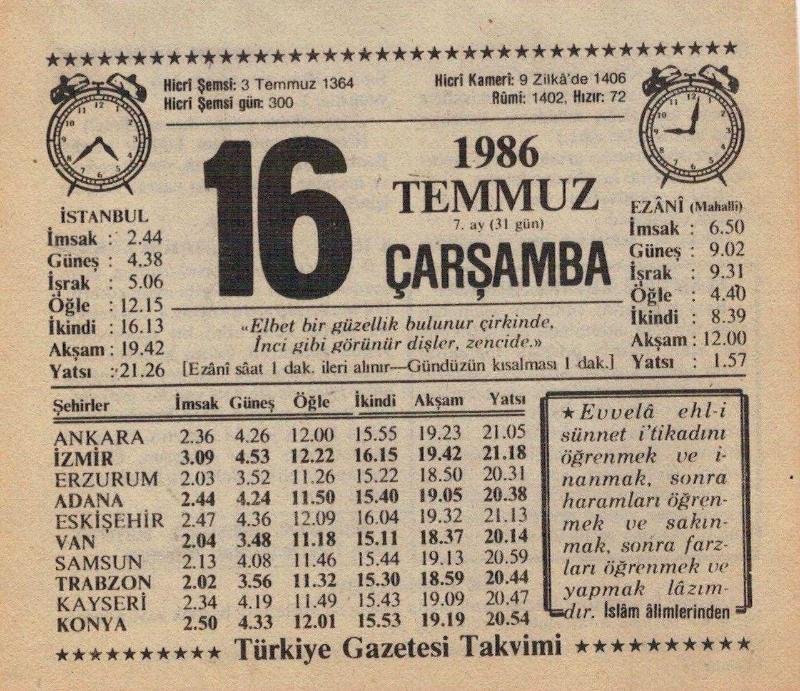 Hicrî Şemsi: 3 Temmuz 1364
Hicrî Şemsi gün: 300
Hicrî Kamerî: 9 Zilkâ'de 1406
Rûmi: 1402, Hızır: 72
16
1986
TEMMUZ
7. ay (31 gün)
ÇARŞAMBA
İSTANBUL
İmsak : 2.44
Güneş : 4.38
İşrak : 5.06
Öğle : 12.15
İkindi : 16.13
Akşam : 19.42
Yatsı : 21.26
EZÂNÎ (Mahallî)
İmsak : 6.50
Güneş : 9.02
İşrak : 9.31
Öğle : 4.40
İkindi : 8.39
Akşam : 12.00
Yatsı : 1.57
«Elbet bir güzellik bulunur çirkinde,
İnci gibi görünür dişler, zencide.»
[Ezânî sâat 1 dak. ileri alınır—Gündüzün kısalması 1 dak.]
Şehirler İmsak Güneş Öğle İkindi Akşam Yatsı
ANKARA 2.36 4.26 12.00 15.55 19.23 21.05
İZMİR 3.09 4.53 12.22 16.15 19.42 21.18
ERZURUM 2.03 3.52 11.26 15.22 18.50 20.31
ADANA 2.44 4.24 11.50 15.40 19.05 20.38
ESKİŞEHİR 2.47 4.36 12.09 16.04 19.32 21.13
VAN 2.04 3.48 11.18 15.11 18.37 20.14
SAMSUN 2.13 4.08 11.46 15.44 19.13 20.59
TRABZON 2.02 3.56 11.32 15.30 18.59 20.44
KAYSERİ 2.34 4.19 11.49 15.43 19.09 20.47
KONYA 2.50 4.33 12.01 15.53 19.19 20.54
★ Evvelâ ehl-i
sünnet i'tikadını
öğrenmek ve i-
nanmak, sonra
haramları öğren-
mek ve sakın-
mak, sonra farz-
ları öğrenmek ve
yapmak lâzım-
dır. İslâm âlimlerinden
Türkiye Gazetesi Takvimi